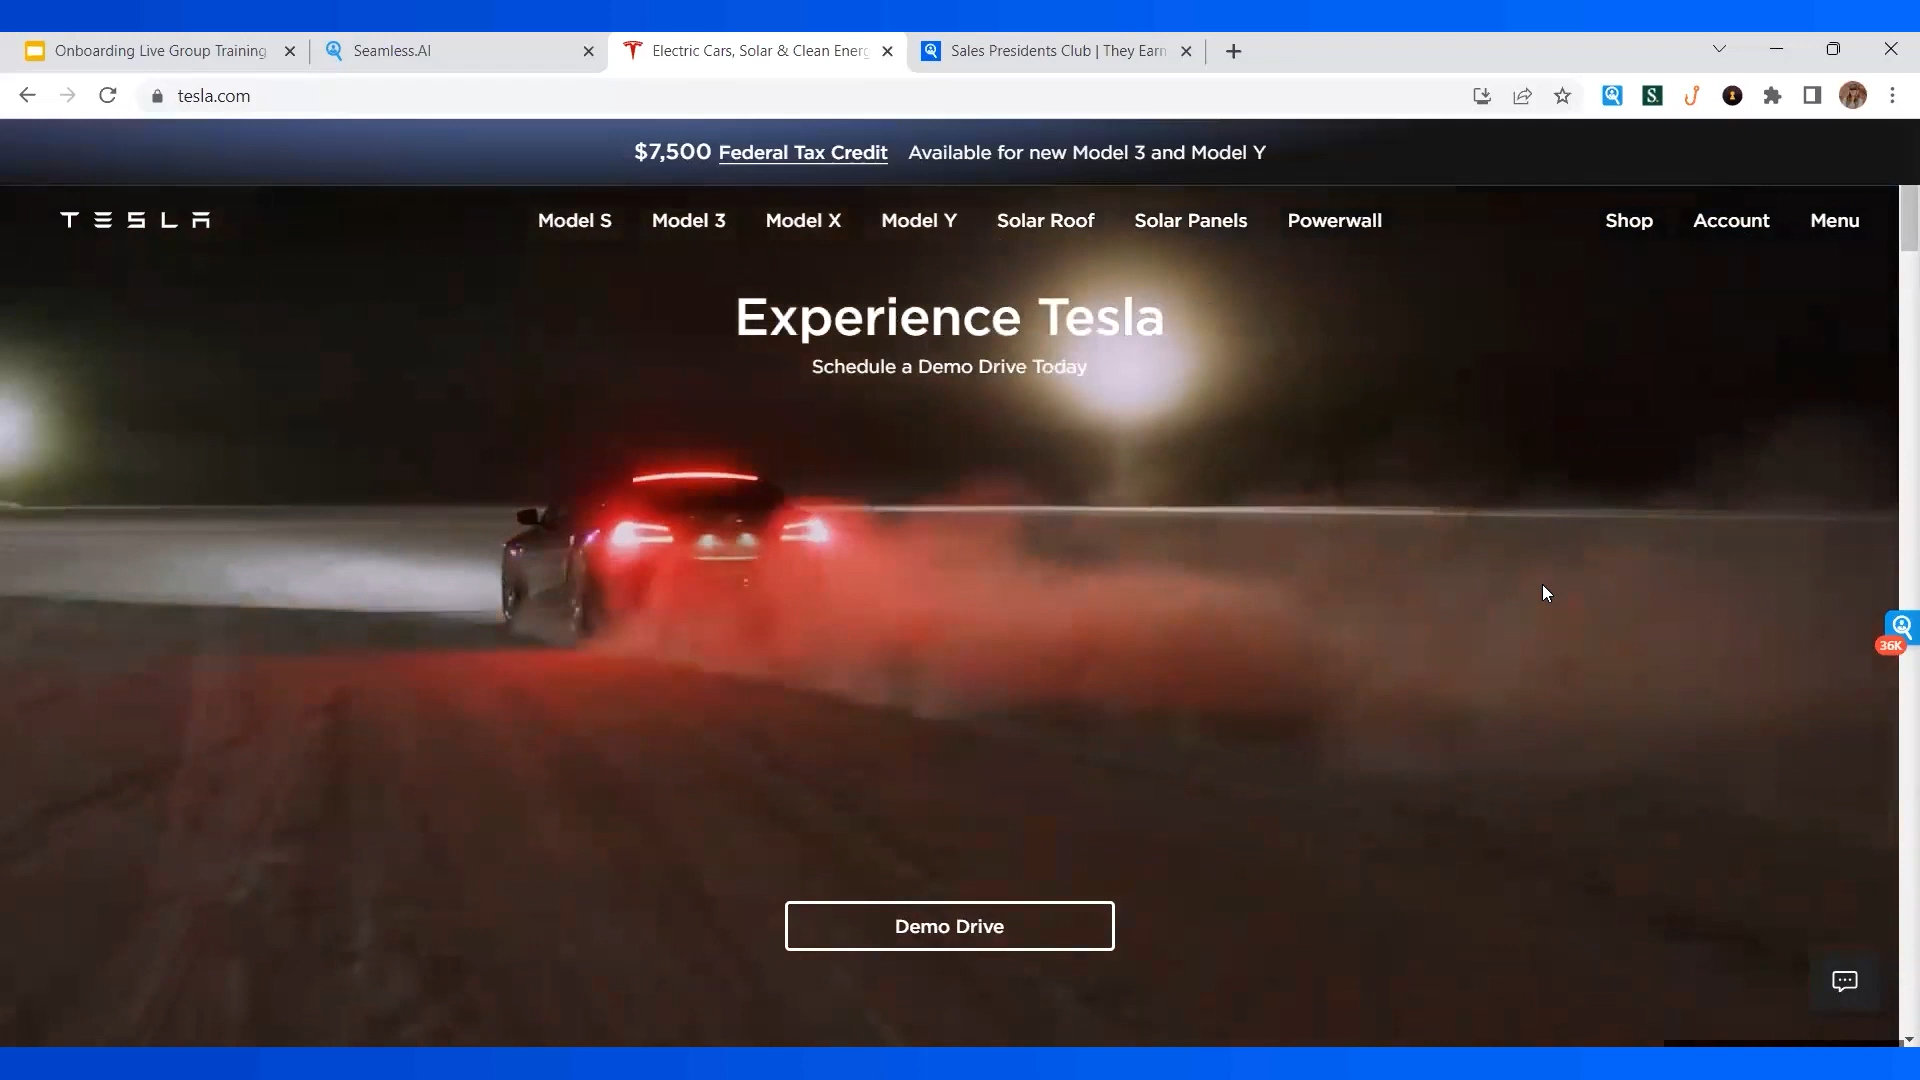 Onboarding Live Group Training
Seamless.AI
Electric Cars, Solar & Clean Energ
Sales Presidents Club | They Earn
tesla.com
$7,500 Federal Tax Credit Available for new Model 3 and Model Y
TESLA
Model S
Model 3
Model X
Model Y
Solar Roof
Solar Panels
Powerwall
Shop
Account
Menu
Experience Tesla
Schedule a Demo Drive Today
36K
Demo Drive